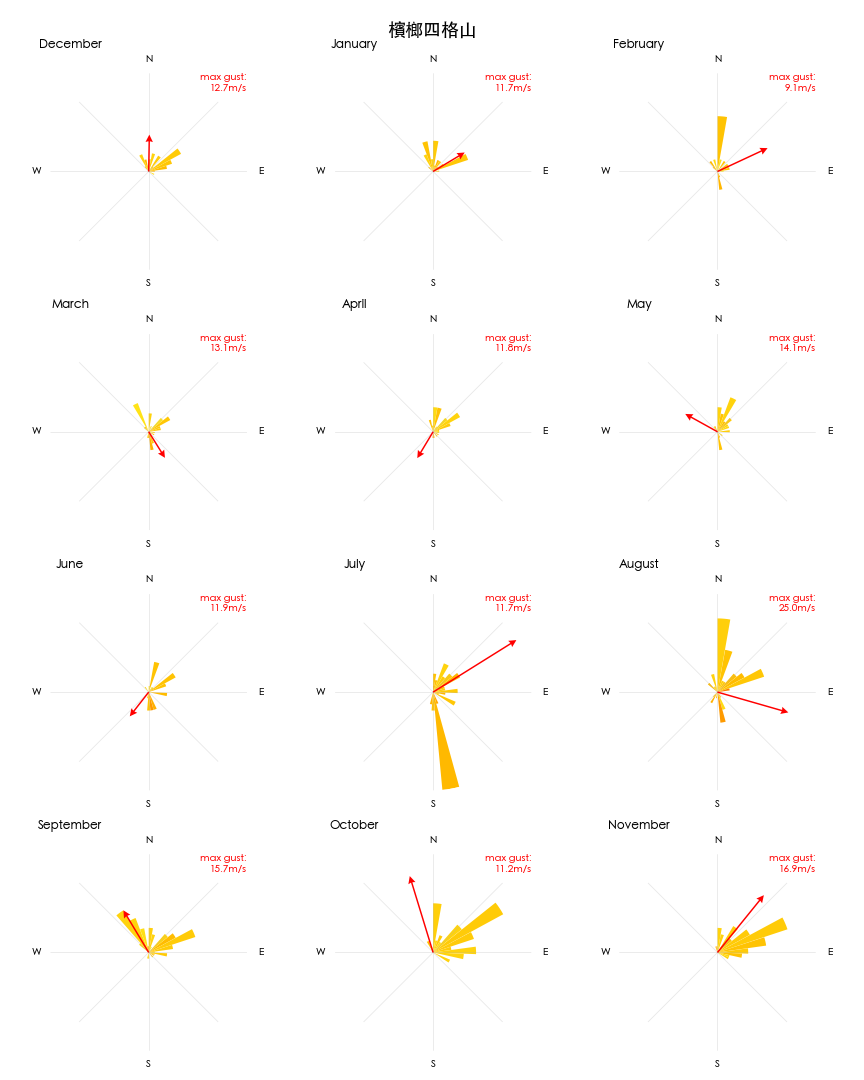 檳榔四格山
December
January
February
N
N
N
max gust:
12.7m/s
max gust:
11.7m/s
max gust:
9.1m/s
W
E
W
E
W
E
S
S
S
March
April
May
N
N
N
max gust:
13.1m/s
max gust:
11.8m/s
max gust:
14.1m/s
W
E
W
E
W
E
S
S
S
June
July
August
N
N
N
max gust:
11.9m/s
max gust:
11.7m/s
max gust:
25.0m/s
W
E
W
E
W
E
S
S
S
September
October
November
N
N
N
max gust:
15.7m/s
max gust:
11.2m/s
max gust:
16.9m/s
W
E
W
E
W
E
S
S
S